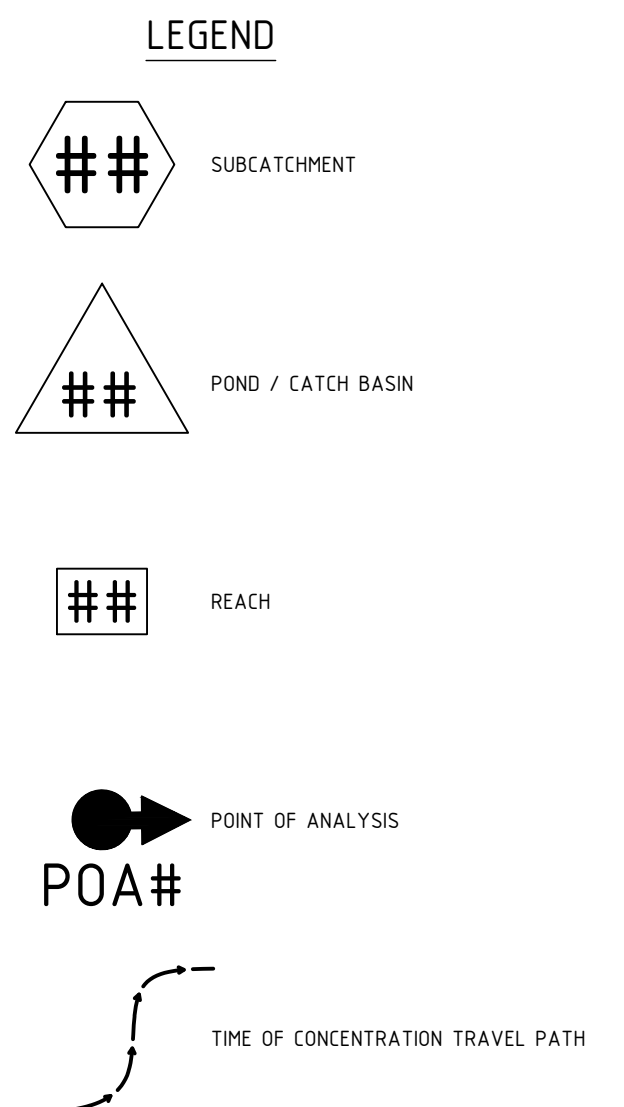 LEGEND
##
SUBCATCHMENT
##
POND / CATCH BASIN
##
REACH
POINT OF ANALYSIS
POA#
TIME OF CONCENTRATION TRAVEL PATH